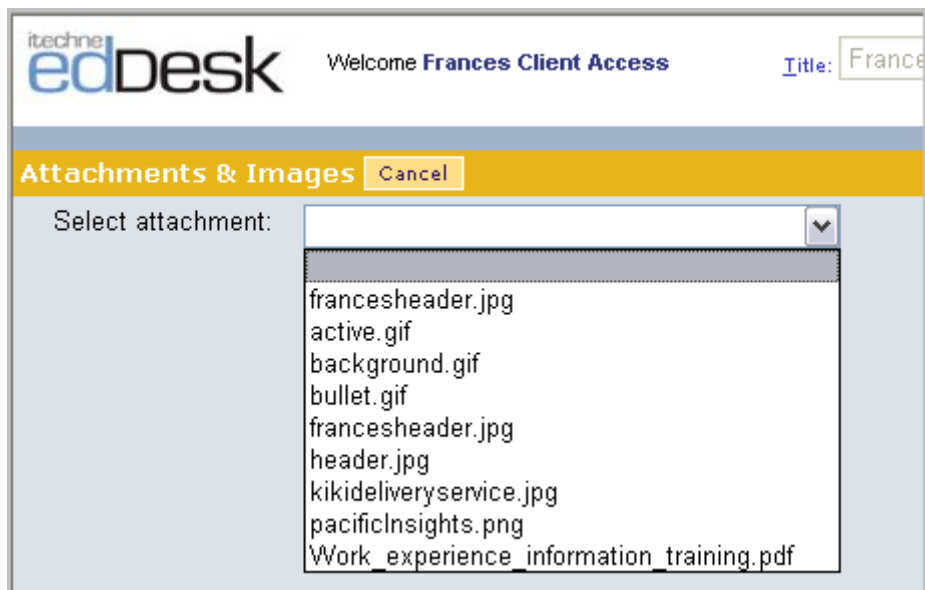 itechne
edDesk
Welcome Frances Client Access
Title: France
Attachments & Images Cancel
Select attachment:
francesheader.jpg
active.gif
background.gif
bullet.gif
francesheader.jpg
header.jpg
kikideliveryservice.jpg
pacificInsights.png
Work_experience_information_training.pdf